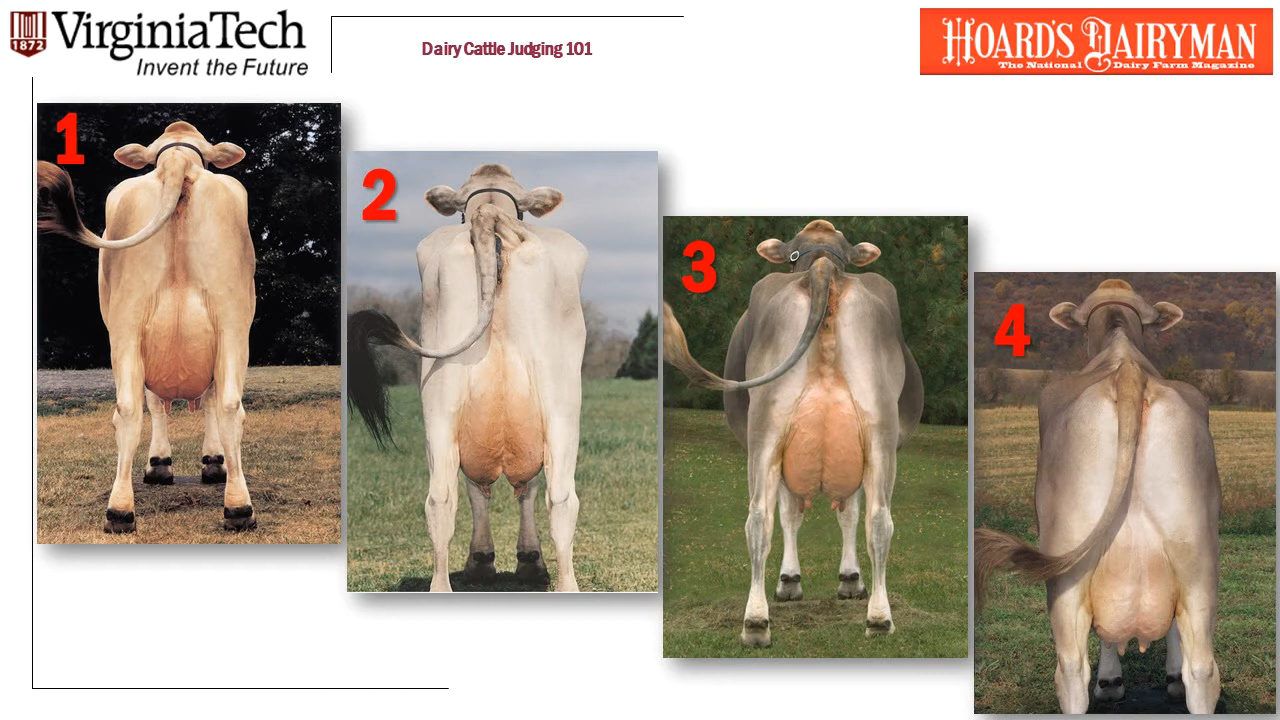 1872
VirginiaTech
Invent the Future
Dairy Cattle Judging 101
HOARD'S DAIRYMAN
The National Dairy Farm Magazine
1
2
3
4